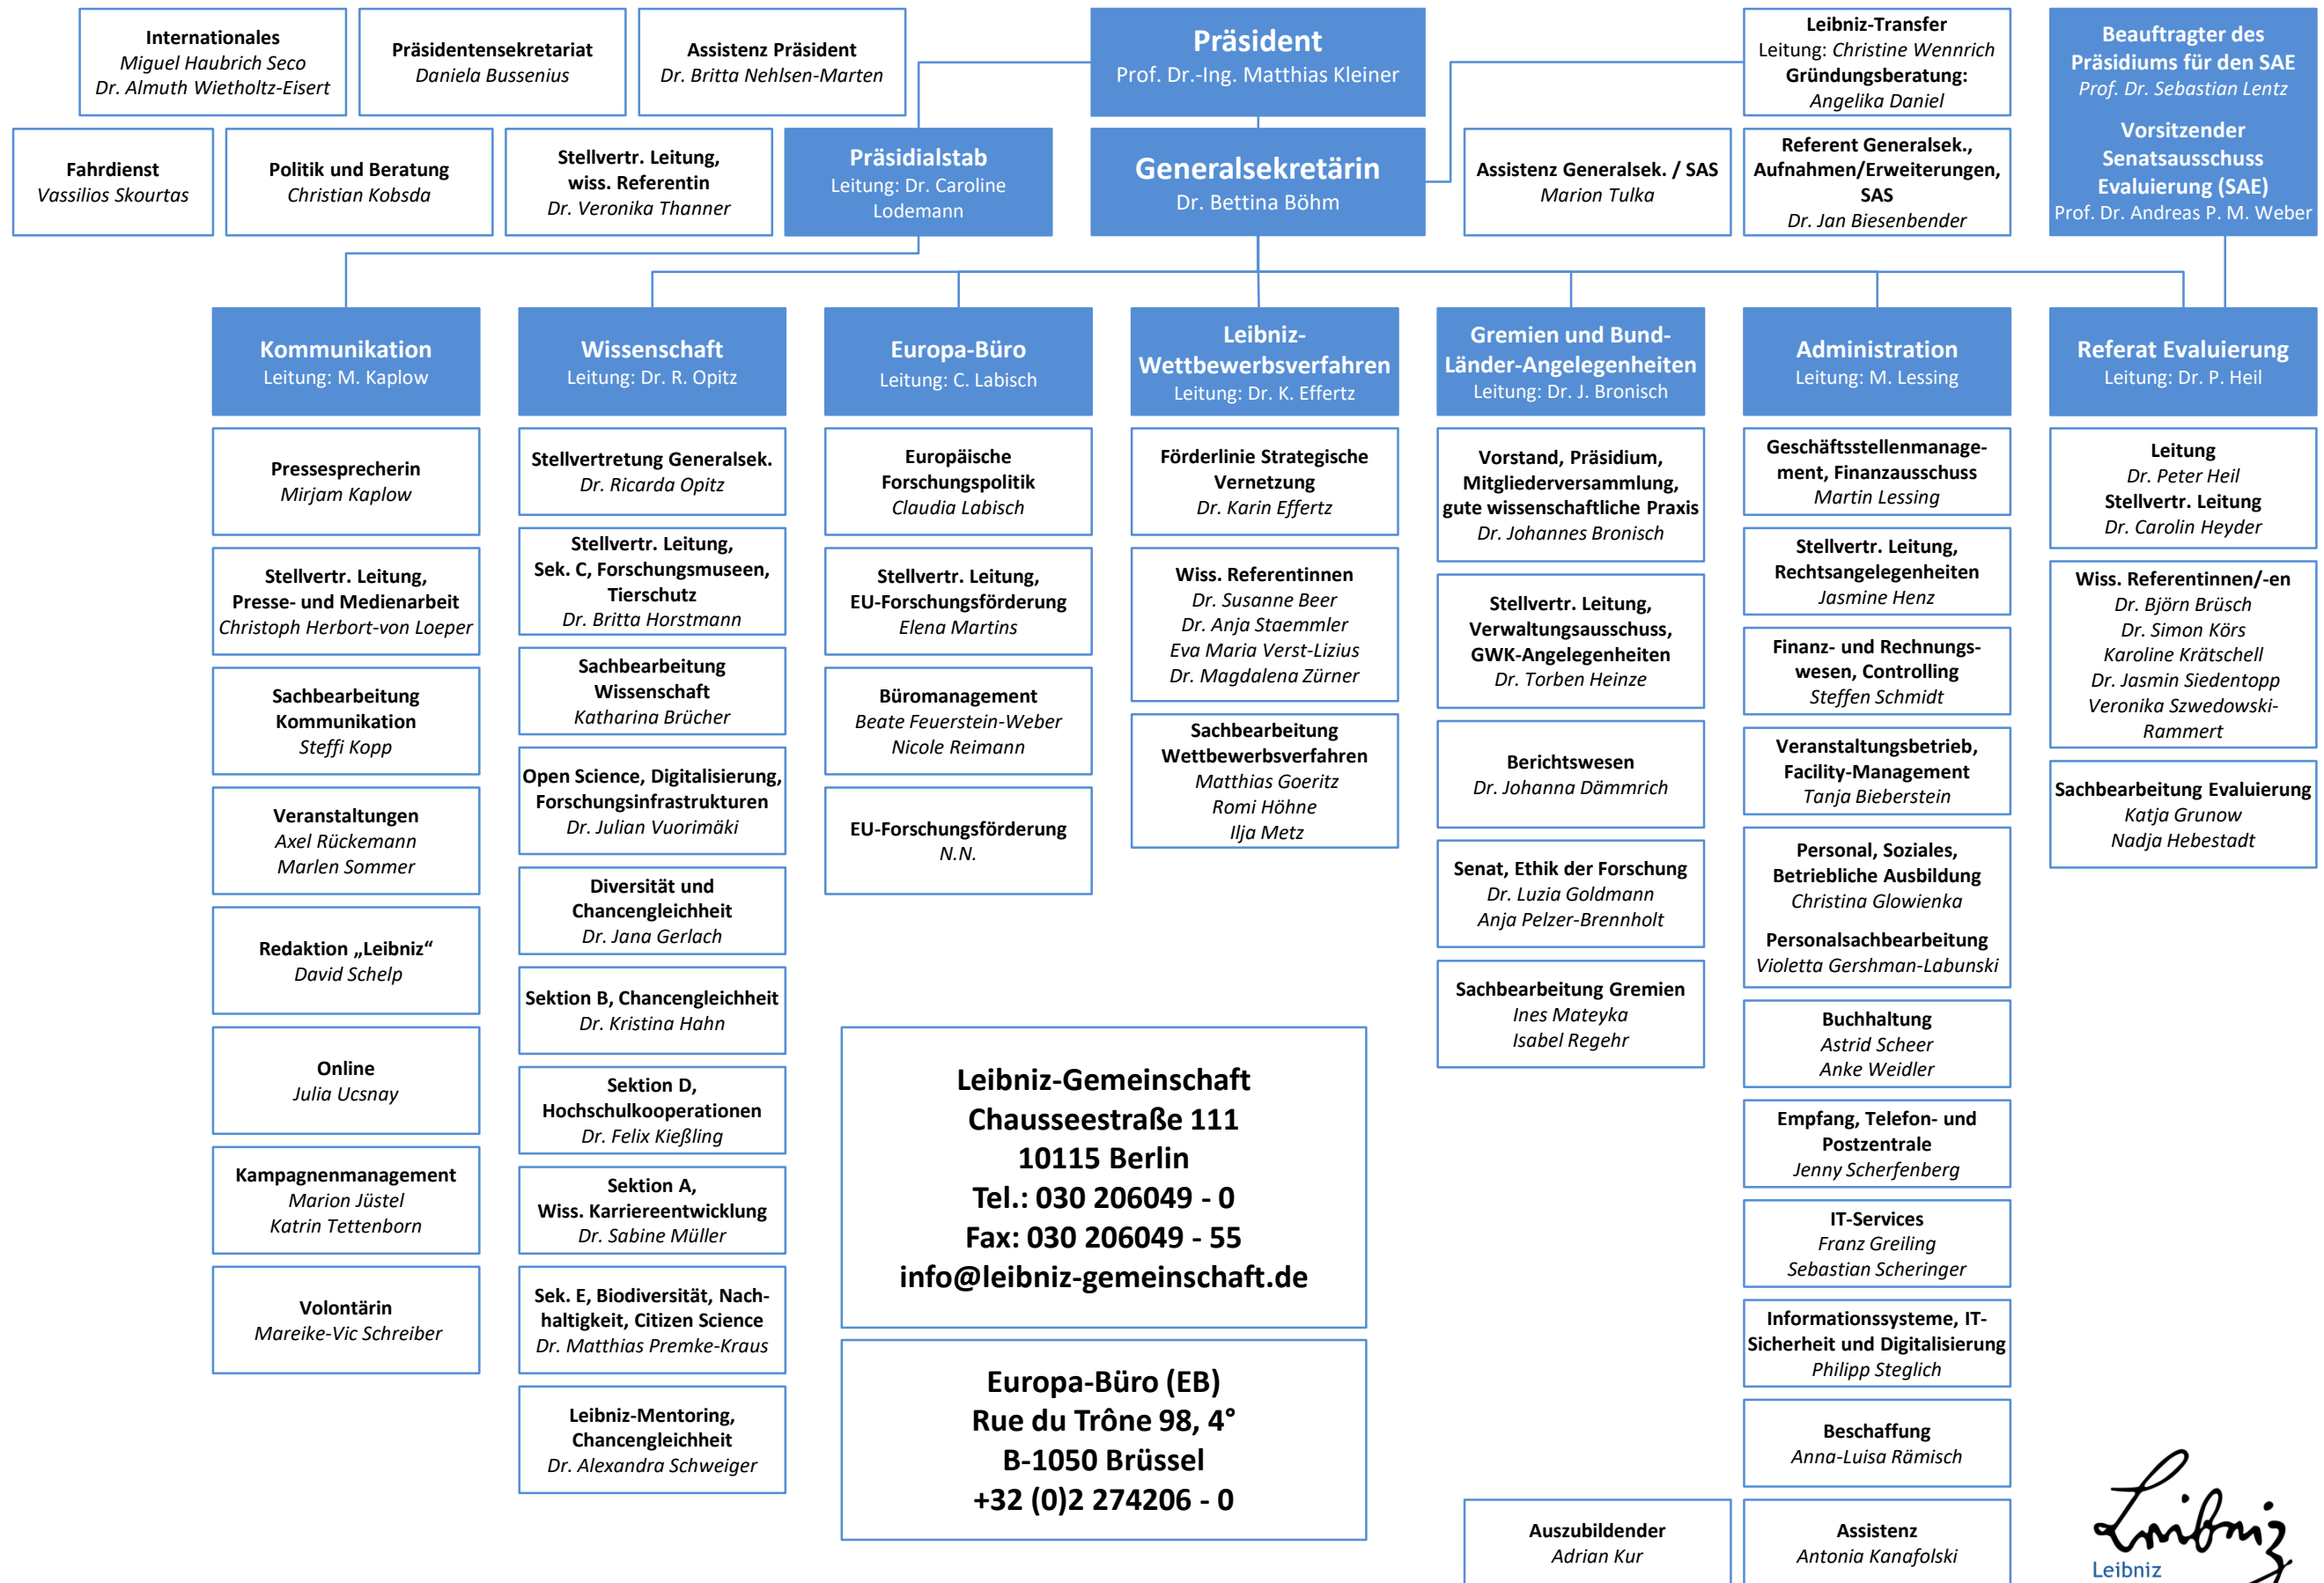 Internationales
Miguel Haubrich Seco
Dr. Almuth Wietholtz-Eisert
Präsidentensekretariat
Daniela Bussenius
Assistenz Präsident
Dr. Britta Nehlsen-Marten
Präsident
Prof. Dr.-Ing. Matthias Kleiner
Leibniz-Transfer
Leitung: Christine Wennrich
Gründungsberatung:
Angelika Daniel
Beauftragter des
Präsidiums für den SAE
Prof. Dr. Sebastian Lentz
Vorsitzender
Senatsausschuss
Evaluierung (SAE)
Prof. Dr. Andreas P. M. Weber
Fahrdienst
Vassilios Skourtas
Politik und Beratung
Christian Kobsda
Stellvertr. Leitung,
wiss. Referentin
Dr. Veronika Thanner
Präsidialstab
Leitung: Dr. Caroline
Lodemann
Generalsekretärin
Dr. Bettina Böhm
Assistenz Generalsek. / SAS
Marion Tulka
Referent Generalsek.,
Aufnahmen/Erweiterungen,
SAS
Dr. Jan Biesenbender
Kommunikation
Leitung: M. Kaplow
Pressesprecherin
Mirjam Kaplow
Stellvertr. Leitung,
Presse- und Medienarbeit
Christoph Herbort-von Loeper
Sachbearbeitung
Kommunikation
Steffi Kopp
Veranstaltungen
Axel Rückemann
Marlen Sommer
Redaktion „Leibniz“
David Schelp
Online
Julia Ucsnay
Kampagnenmanagement
Marion Jüstel
Katrin Tettenborn
Volontärin
Mareike-Vic Schreiber
Wissenschaft
Leitung: Dr. R. Opitz
Stellvertretung Generalsek.
Dr. Ricarda Opitz
Stellvertr. Leitung,
Sek. C, Forschungsmuseen,
Tierschutz
Dr. Britta Horstmann
Sachbearbeitung
Wissenschaft
Katharina Brücher
Open Science, Digitalisierung,
Forschungsinfrastrukturen
Dr. Julian Vuorimäki
Diversität und
Chancengleichheit
Dr. Jana Gerlach
Sektion B, Chancengleichheit
Dr. Kristina Hahn
Sektion D,
Hochschulkooperationen
Dr. Felix Kießling
Sektion A,
Wiss. Karriereentwicklung
Dr. Sabine Müller
Sek. E, Biodiversität, Nach-
haltigkeit, Citizen Science
Dr. Matthias Premke-Kraus
Leibniz-Mentoring,
Chancengleichheit
Dr. Alexandra Schweiger
Europa-Büro
Leitung: C. Labisch
Europäische
Forschungspolitik
Claudia Labisch
Stellvertr. Leitung,
EU-Forschungsförderung
Elena Martins
Büromanagement
Beate Feuerstein-Weber
Nicole Reimann
EU-Forschungsförderung
N.N.
Leibniz-
Wettbewerbsverfahren
Leitung: Dr. K. Effertz
Förderlinie Strategische
Vernetzung
Dr. Karin Effertz
Wiss. Referentinnen
Dr. Susanne Beer
Dr. Anja Staemmler
Eva Maria Verst-Lizius
Dr. Magdalena Zürner
Sachbearbeitung
Wettbewerbsverfahren
Matthias Goeritz
Romi Höhne
Ilja Metz
Gremien und Bund-
Länder-Angelegenheiten
Leitung: Dr. J. Bronisch
Vorstand, Präsidium,
Mitgliederversammlung,
gute wissenschaftliche Praxis
Dr. Johannes Bronisch
Stellvertr. Leitung,
Verwaltungsausschuss,
GWK-Angelegenheiten
Dr. Torben Heinze
Berichtswesen
Dr. Johanna Dämmrich
Senat, Ethik der Forschung
Dr. Luzia Goldmann
Anja Pelzer-Brennholt
Sachbearbeitung Gremien
Ines Mateyka
Isabel Regehr
Administration
Leitung: M. Lessing
Geschäftsstellenmanage-
ment, Finanzausschuss
Martin Lessing
Stellvertr. Leitung,
Rechtsangelegenheiten
Jasmine Henz
Finanz- und Rechnungs-
wesen, Controlling
Steffen Schmidt
Veranstaltungsbetrieb,
Facility-Management
Tanja Bieberstein
Personal, Soziales,
Betriebliche Ausbildung
Christina Glowienka
Personalsachbearbeitung
Violetta Gershman-Labunski
Buchhaltung
Astrid Scheer
Anke Weidler
Empfang, Telefon- und
Postzentrale
Jenny Scherfenberg
IT-Services
Franz Greiling
Sebastian Scheringer
Informationssysteme, IT-
Sicherheit und Digitalisierung
Philipp Steglich
Beschaffung
Anna-Luisa Rämisch
Auszubildender
Adrian Kur
Assistenz
Antonia Kanafolski
Referat Evaluierung
Leitung: Dr. P. Heil
Leitung
Dr. Peter Heil
Stellvertr. Leitung
Dr. Carolin Heyder
Wiss. Referentinnen/-en
Dr. Björn Brüsch
Dr. Simon Körs
Karoline Krätschell
Dr. Jasmin Siedentopp
Veronika Szwedowski-
Rammert
Sachbearbeitung Evaluierung
Katja Grunow
Nadja Hebestadt
Leibniz-Gemeinschaft
Chausseestraße 111
10115 Berlin
Tel.: 030 206049 - 0
Fax: 030 206049 - 55
info@leibniz-gemeinschaft.de
Europa-Büro (EB)
Rue du Trône 98, 4°
B-1050 Brüssel
+32 (0)2 274206 - 0
Leibniz
Leibniz